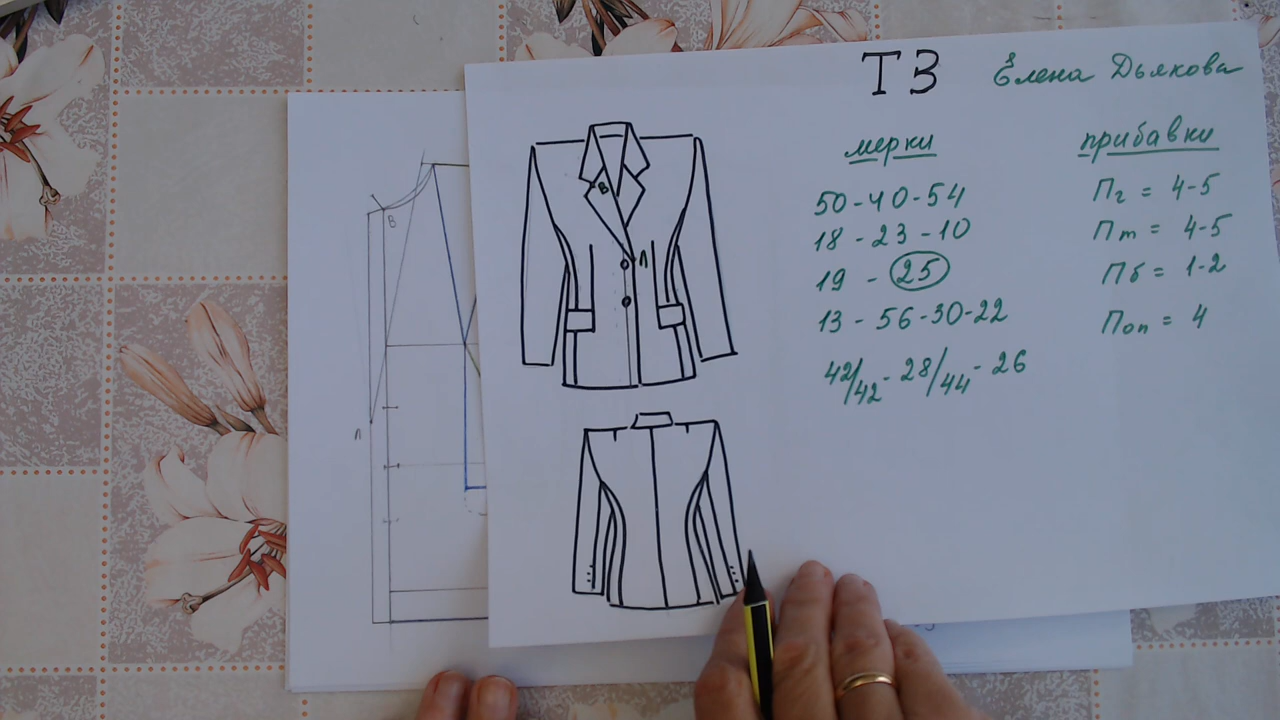 ТЗ Елена Дьякова
мерки
50-40-54
18-23-10
19-25
13-56-30-22
42/42-28/44-26
прибавки
Пг = 4-5
Пт = 4-5
Пб = 1-2
Поп = 4
В
Л
В
Л